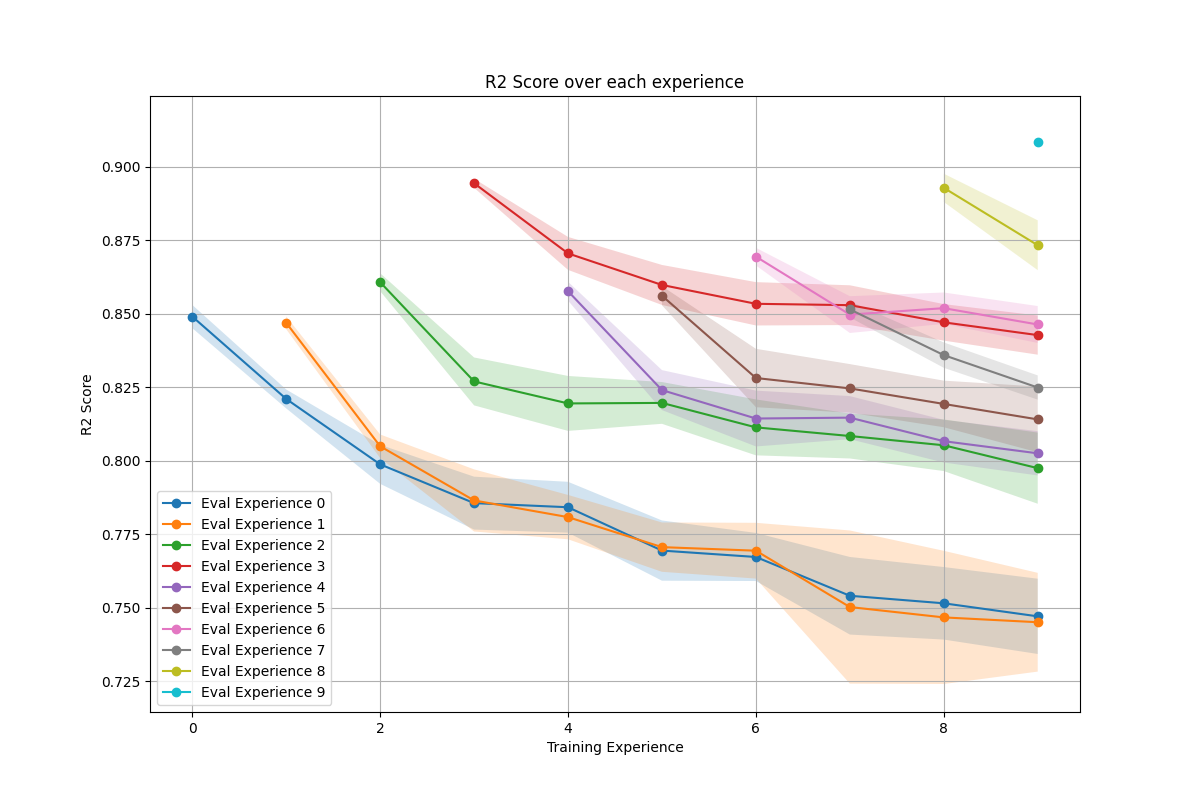 R2 Score over each experience
R2 Score
0.900
0.875
0.850
0.825
0.800
0.775
0.750
0.725
Eval Experience 0
Eval Experience 1
Eval Experience 2
Eval Experience 3
Eval Experience 4
Eval Experience 5
Eval Experience 6
Eval Experience 7
Eval Experience 8
Eval Experience 9
0 2 4 6 8
Training Experience